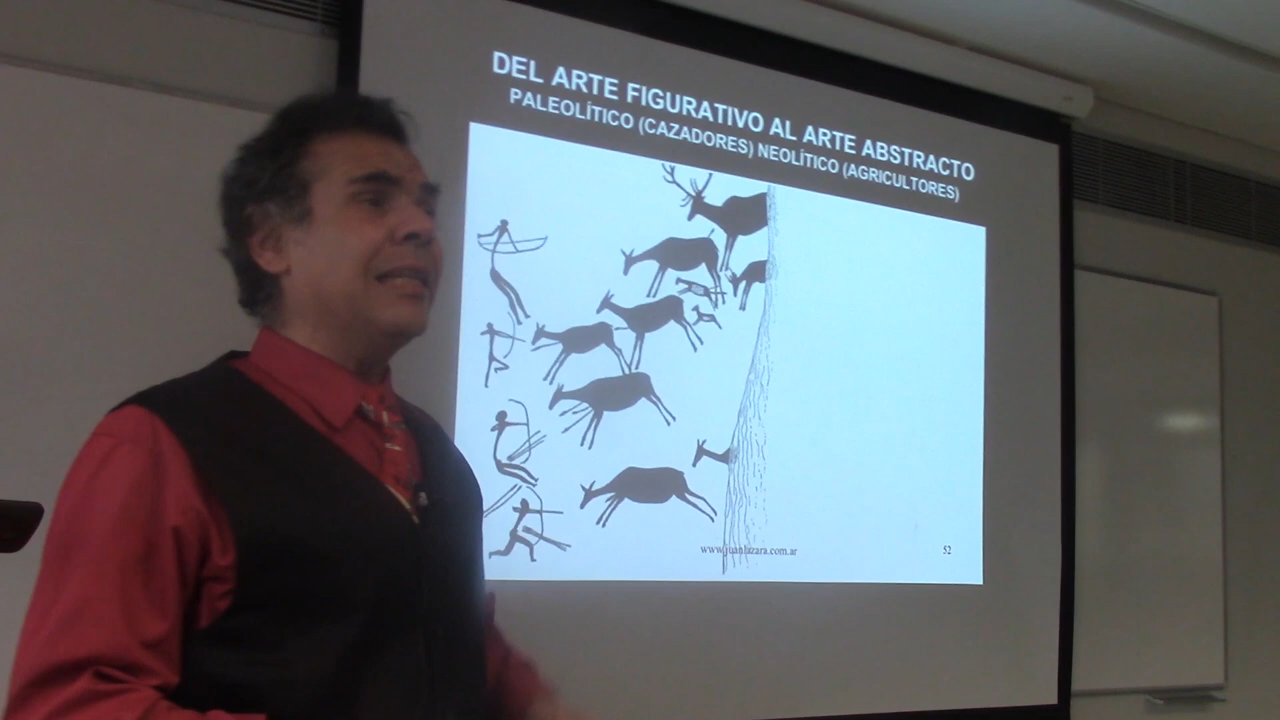 DEL ARTE FIGURATIVO AL ARTE ABSTRACTO
PALEOLÍTICO (CAZADORES) NEOLÍTICO (AGRICULTORES)
www.juanlazara.com.ar
52